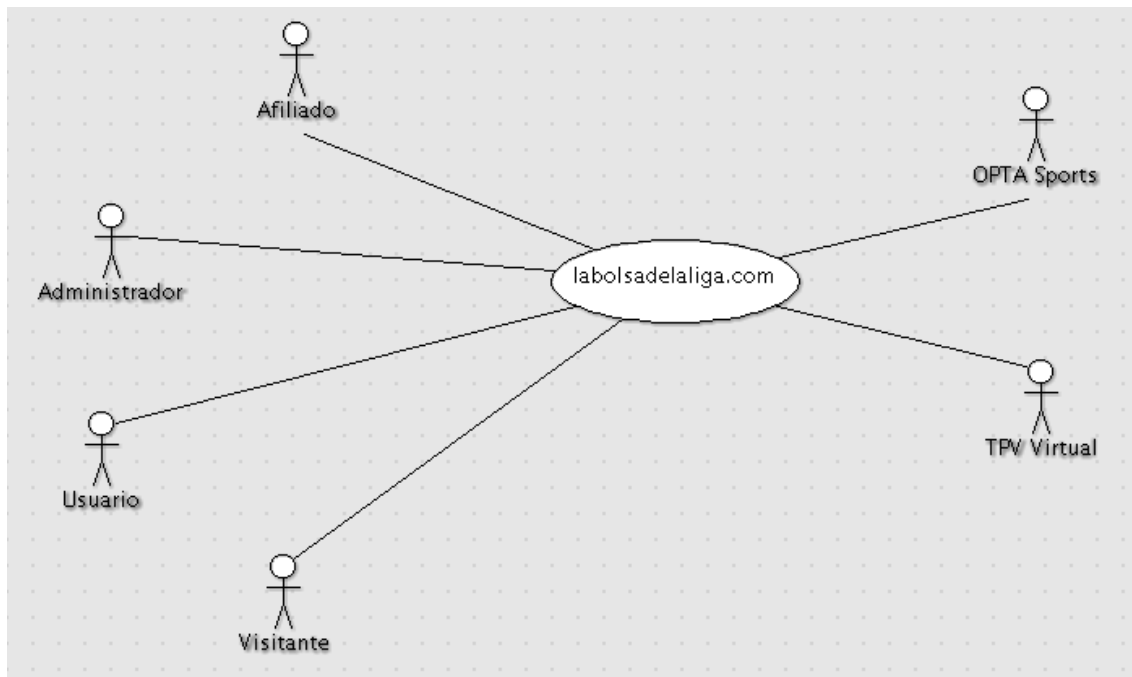 Afiliado
OPTA Sports
Administrador
labolsadelaliga.com
Usuario
TPV Virtual
Visitante